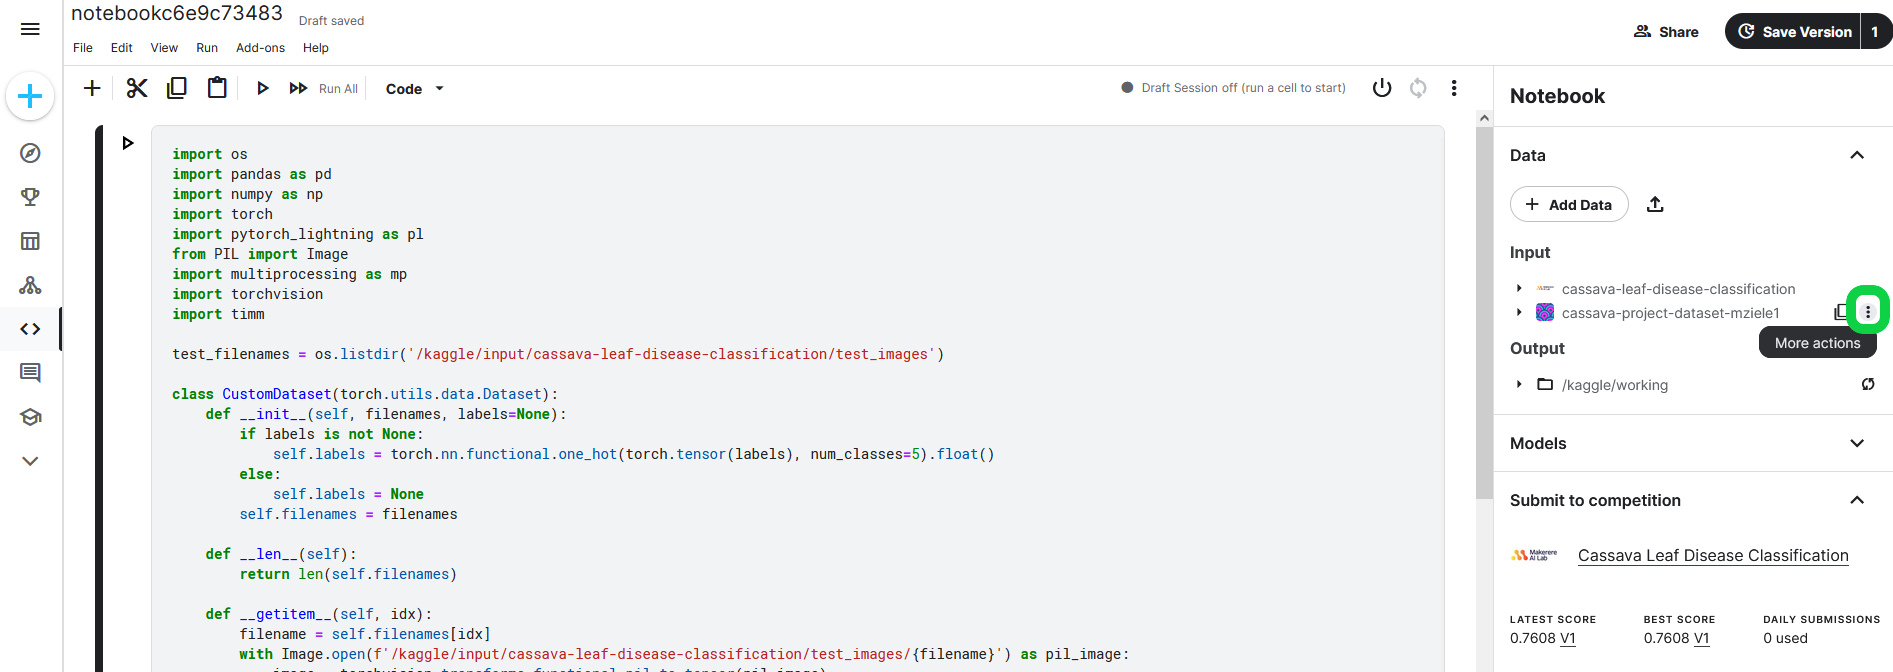 notebookc6e9c73483 Draft saved
File Edit View Run Add-ons Help
Share
Save Version 1
Run All
Code
Draft Session off (run a cell to start)
import os
import pandas as pd
import numpy as np
import torch
import pytorch_lightning as pl
from PIL import Image
import multiprocessing as mp
import torchvision
import timm
test_filenames = os.listdir('/kaggle/input/cassava-leaf-disease-classification/test_images')
class CustomDataset(torch.utils.data.Dataset):
def __init__(self, filenames, labels=None):
if labels is not None:
self.labels = torch.nn.functional.one_hot(torch.tensor(labels), num_classes=5).float()
else:
self.labels = None
self.filenames = filenames
def __len__(self):
return len(self.filenames)
def __getitem__(self, idx):
filename = self.filenames[idx]
with Image.open(f'/kaggle/input/cassava-leaf-disease-classification/test_images/{filename}') as pil_image:
Notebook
Data
Add Data
Input
cassava-leaf-disease-classification
cassava-project-dataset-mziele1
More actions
Output
/kaggle/working
Models
Submit to competition
Makerere
AI Lab
Cassava Leaf Disease Classification
LATEST SCORE BEST SCORE DAILY SUBMISSIONS
0.7608 V1 0.7608 V1 0 used